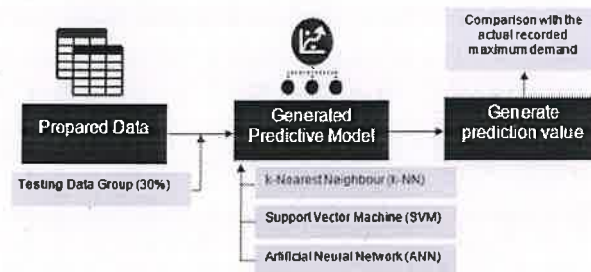 Comparison with the
actual recorded
maximum demand
Prepared Data
Generated
Predictive Model
Generate
prediction value
Testing Data Group (30%)
k-Nearest Neighbour (k-NN)
Support Vector Machine (SVM)
Artificial Neural Network (ANN)